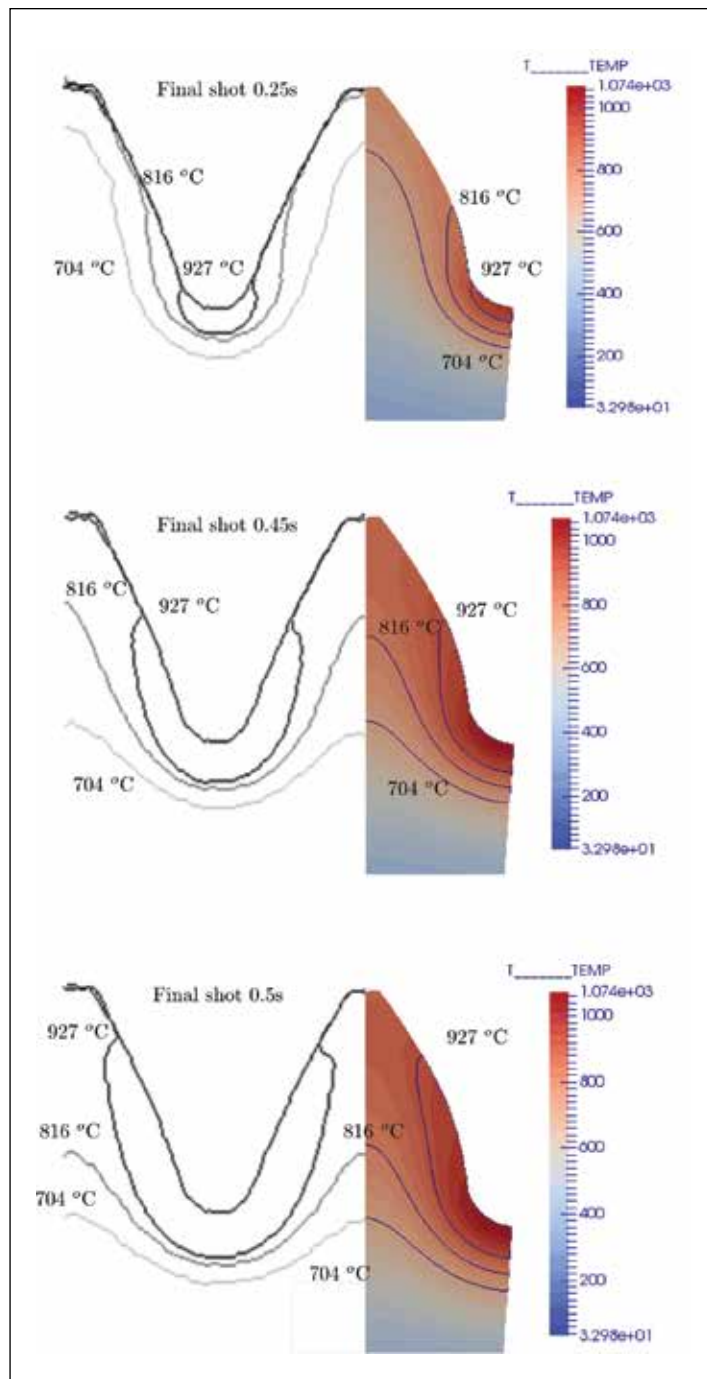 T_______TEMP
Final shot 0.25s
1.074e+03
1000
816 °C
800
816 °C
600
704 °C
927 °C
927 °C
400
704 °C
200
3.298e+01
T_______TEMP
Final shot 0.45s
1.074e+03
1000
816 °C
927 °C
927 °C
800
816 °C
600
400
704 °C
704 °C
200
3.298e+01
T_______TEMP
Final shot 0.5s
1.074e+03
1000
927 °C
927 °C
800
816 °C
816 °C
600
704 °C
400
704 °C
200
3.298e+01